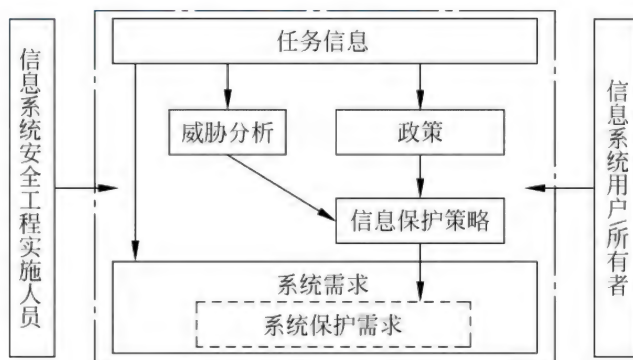 信息系统安全工程实施人员
任务信息
威胁分析
政策
信息保护策略
系统需求
系统保护需求
信息系统用户/所有者